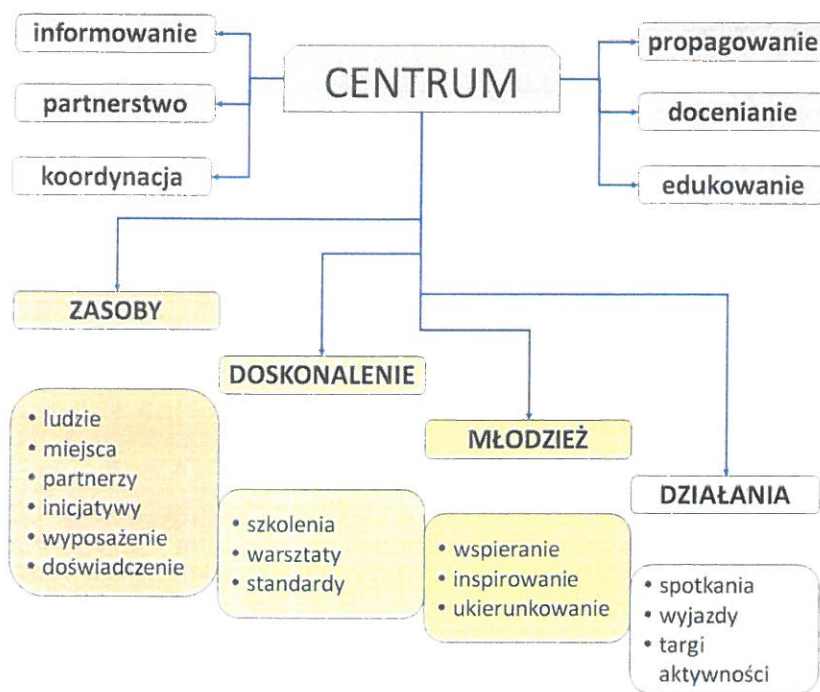 CENTRUM
informowanie
partnerstwo
koordynacja
propagowanie
docenianie
edukowanie
ZASOBY
• ludzie
• miejsca
• partnerzy
• inicjatywy
• wyposażenie
• doświadczenie
DOSKONALENIE
• szkolenia
• warsztaty
• standardy
MŁODZIEŻ
• wspieranie
• inspirowanie
• ukierunkowanie
DZIAŁANIA
• spotkania
• wyjazdy
• targi
aktywności